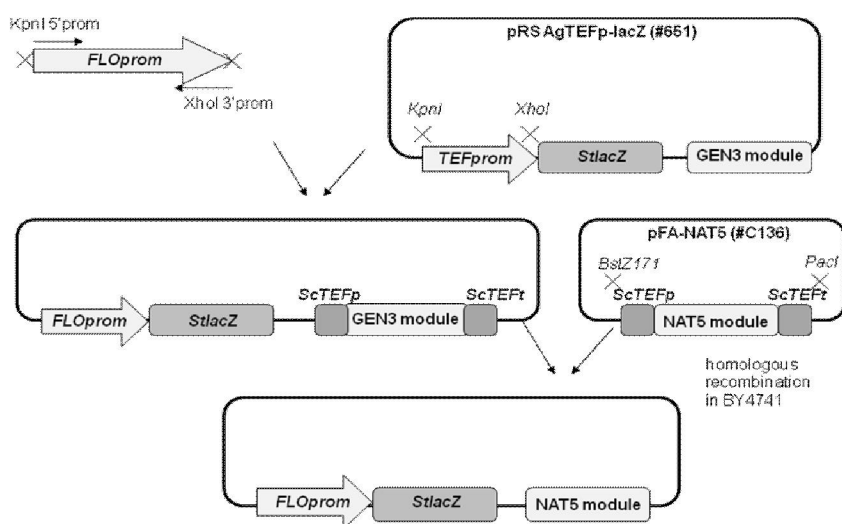 KpnI 5'prom
FLOprom
XhoI 3'prom
pRS AgTEFp-lacZ (#651)
KpnI
XhoI
TEFprom
StlacZ
GEN3 module
ScTEFp
ScTEFt
FLOprom
StlacZ
GEN3 module
pFA-NAT5 (#C136)
BstZ171
PacI
ScTEFp
ScTEFt
NAT5 module
homologous
recombination
in BY4741
FLOprom
StlacZ
NAT5 module